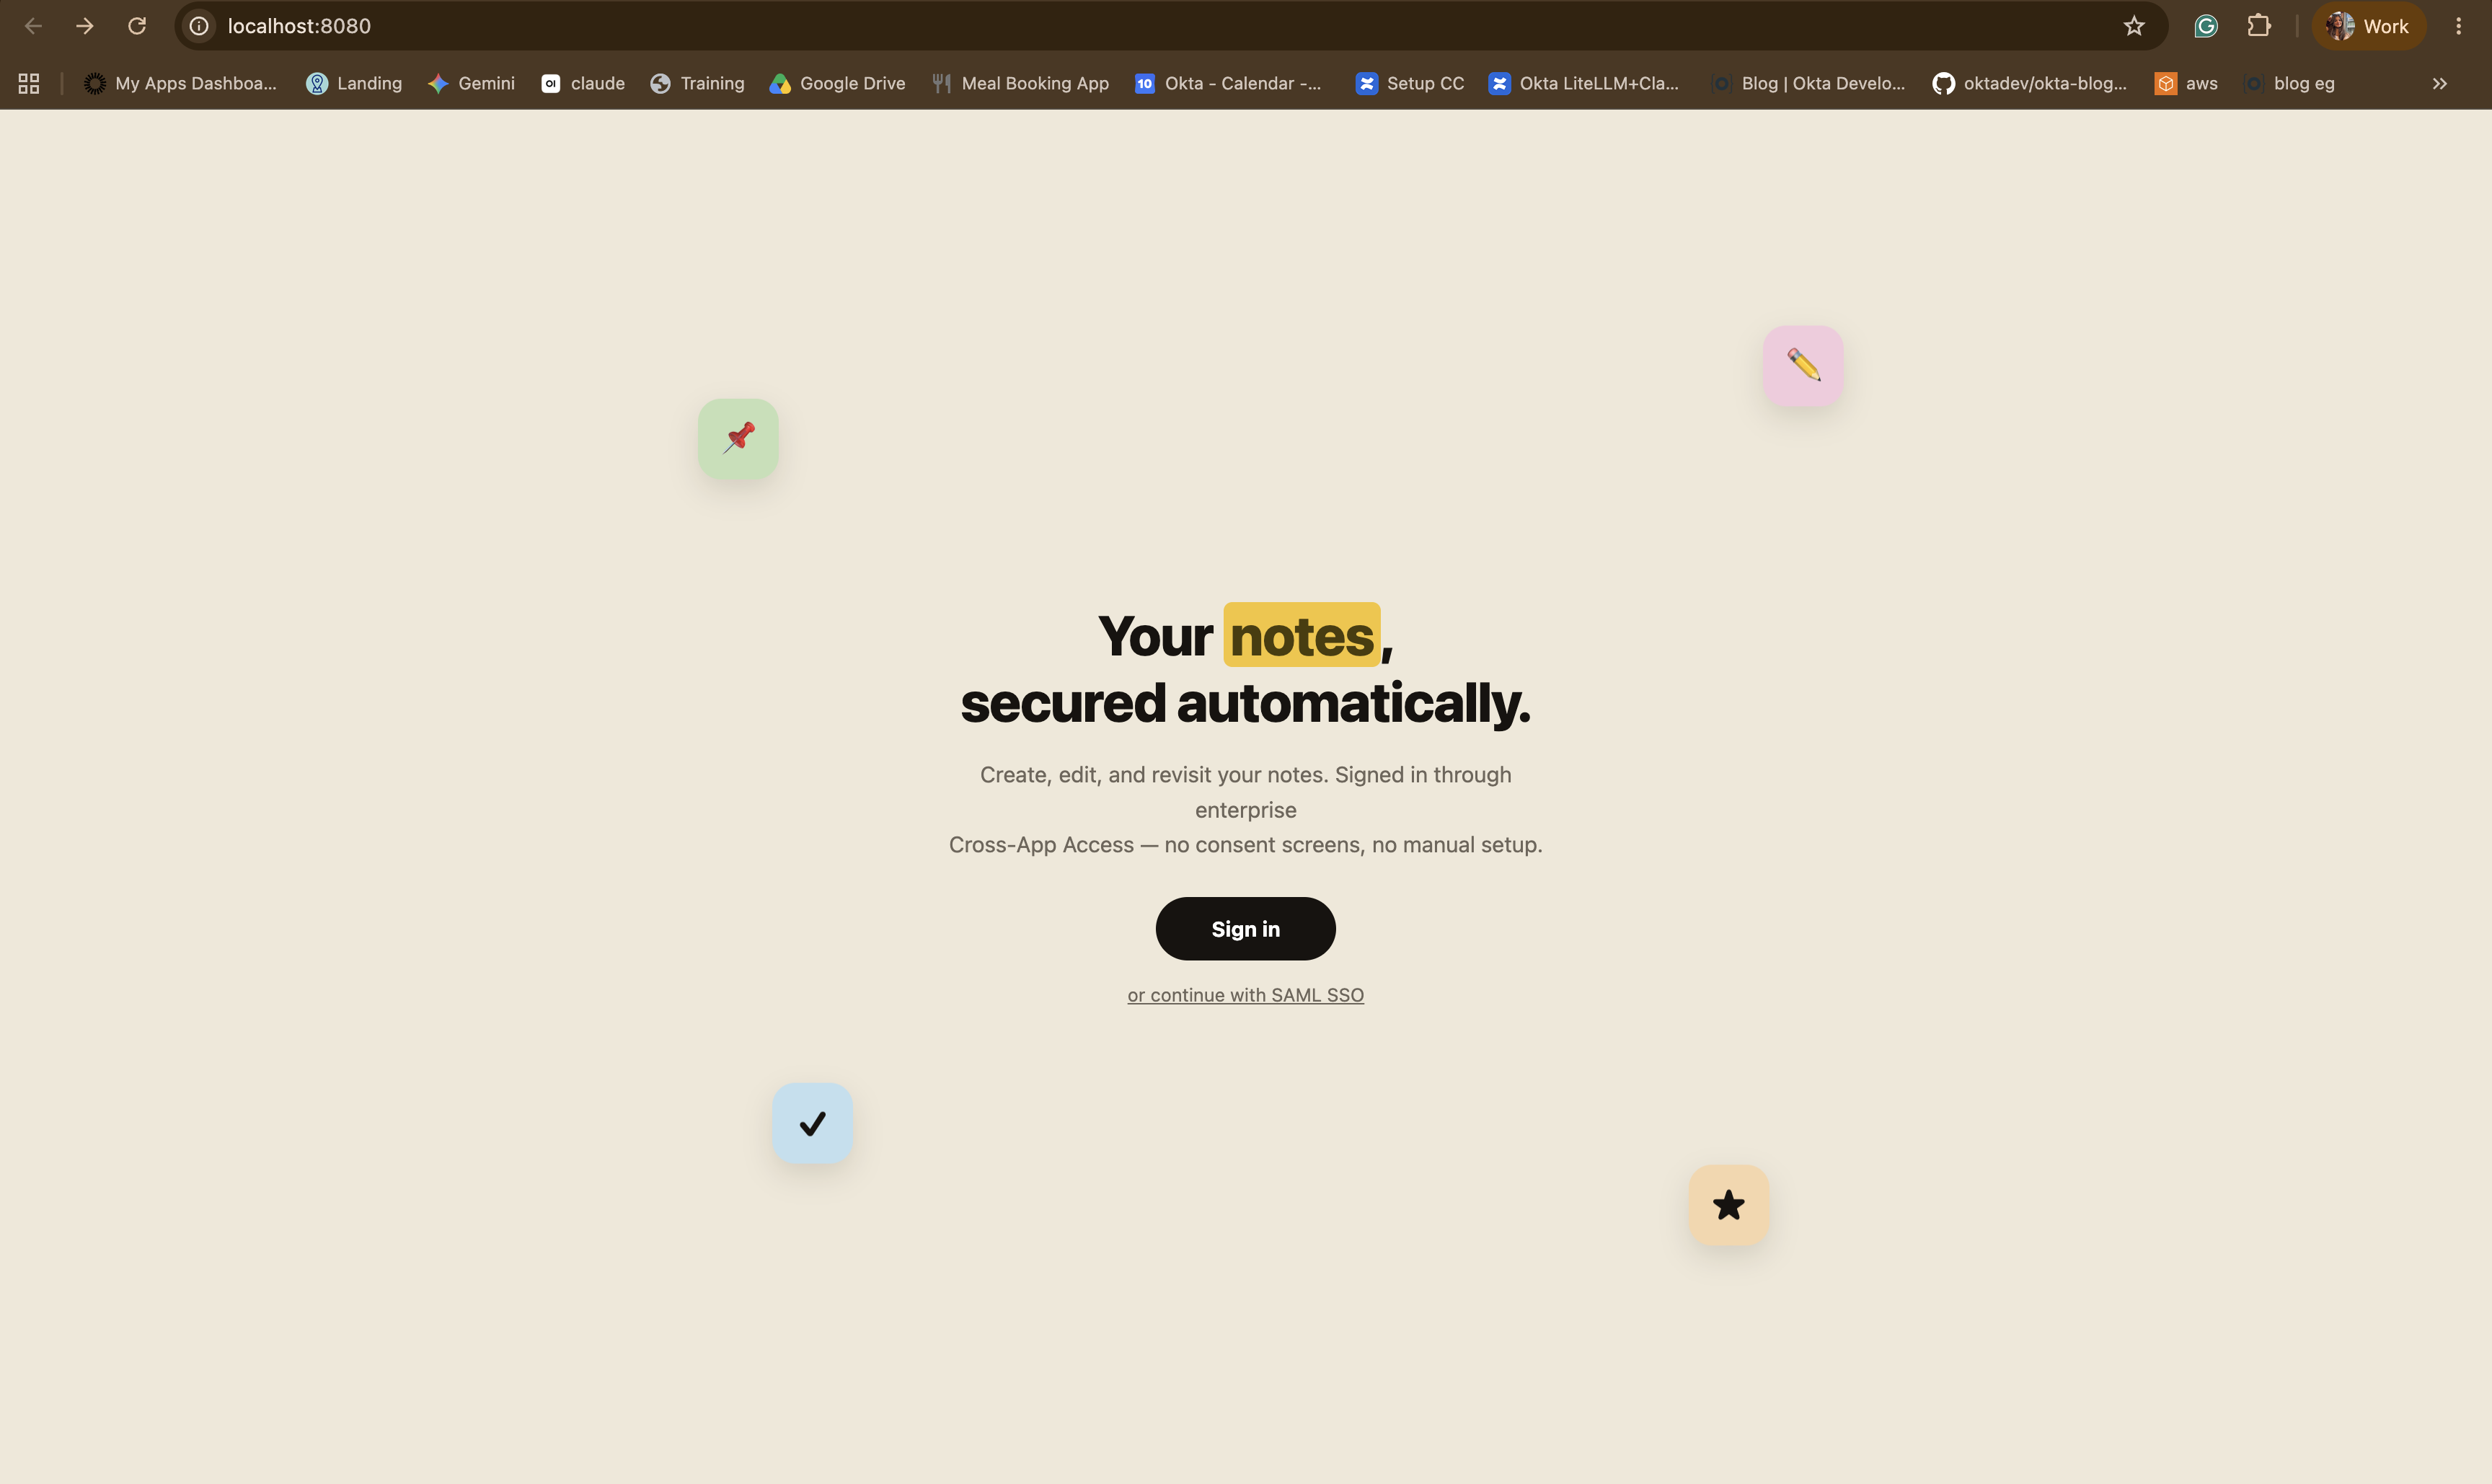 localhost:8080
Work
My Apps Dashboa...
Landing
Gemini
claude
Training
Google Drive
Meal Booking App
10
Okta - Calendar -...
Setup CC
Okta LiteLLM+Cla...
Blog | Okta Develo...
oktadev/okta-blog...
aws
blog eg
Your notes,
secured automatically.
Create, edit, and revisit your notes. Signed in through
enterprise
Cross-App Access — no consent screens, no manual setup.
Sign in
or continue with SAML SSO